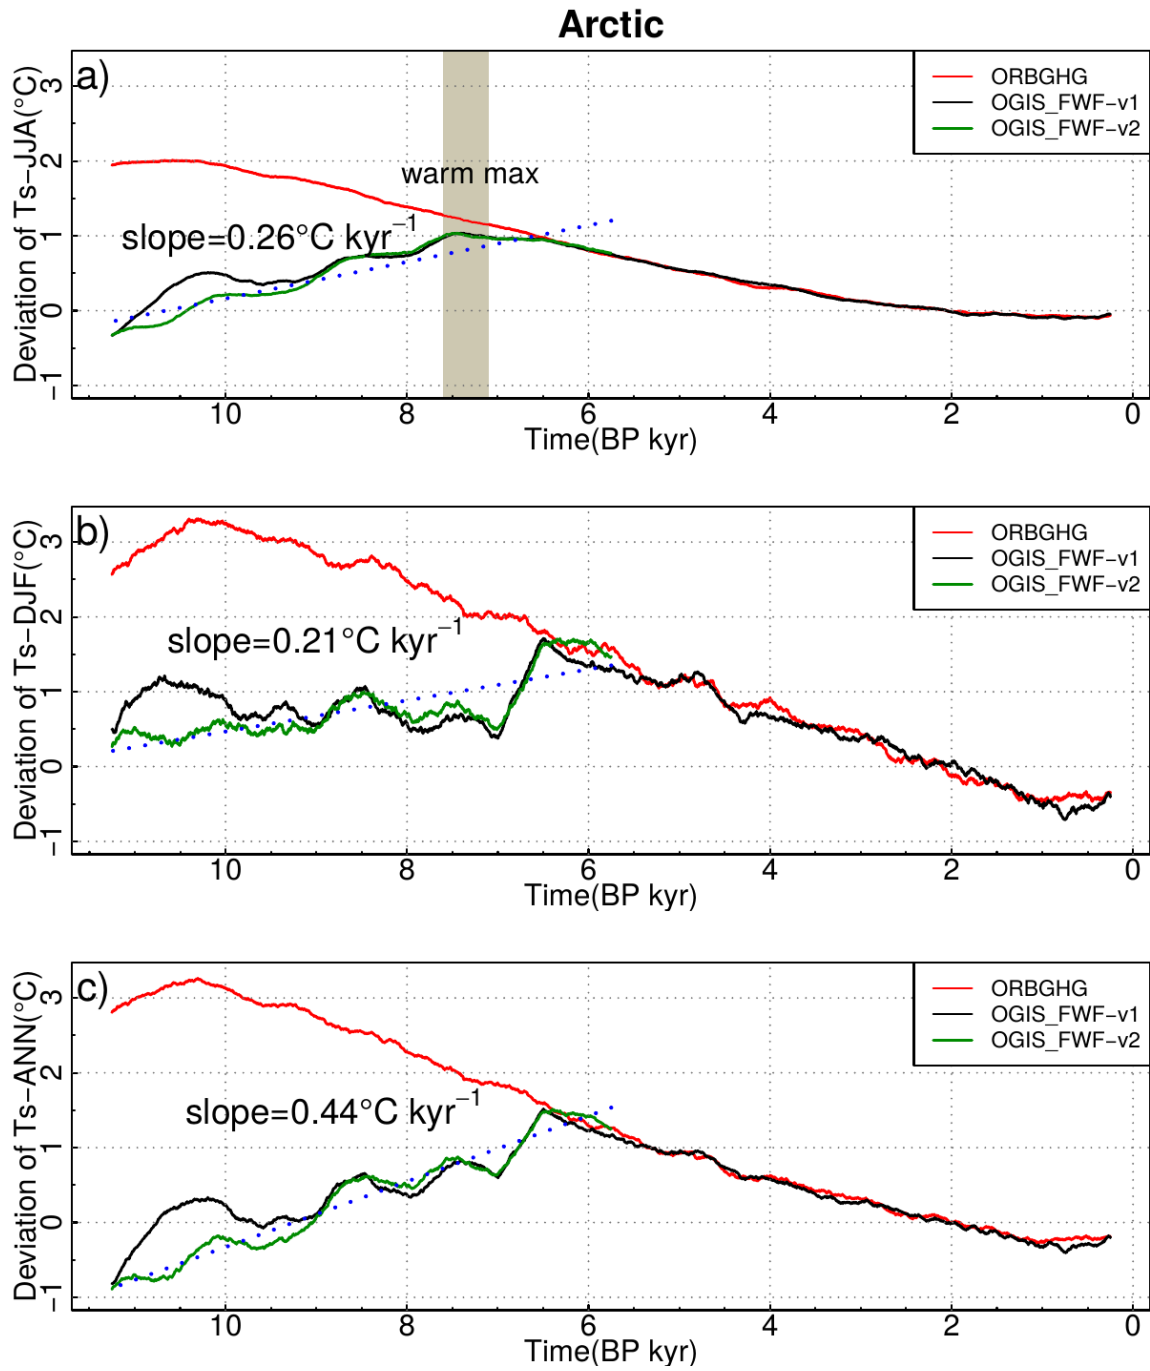 Arctic
a)
Deviation of Ts-JJA(°C)
3
2
1
0
−1
ORBGHG
OGIS_FWF−v1
OGIS_FWF−v2
warm max
slope=0.26°C kyr⁻¹
10 8 6 4 2 0
Time(BP kyr)
b)
Deviation of Ts-DJF(°C)
3
2
1
0
−1
ORBGHG
OGIS_FWF−v1
OGIS_FWF−v2
slope=0.21°C kyr⁻¹
10 8 6 4 2 0
Time(BP kyr)
c)
Deviation of Ts-ANN(°C)
3
2
1
0
−1
ORBGHG
OGIS_FWF−v1
OGIS_FWF−v2
slope=0.44°C kyr⁻¹
10 8 6 4 2 0
Time(BP kyr)